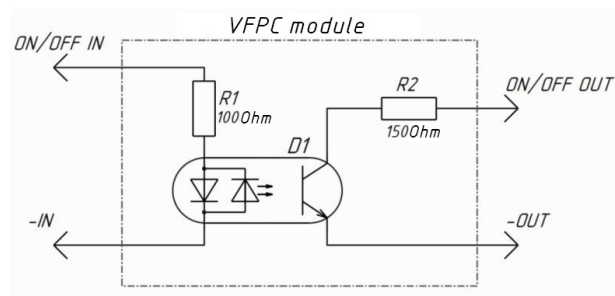 VFPC module
ON/OFF IN
R1
100Ohm
R2
150Ohm
ON/OFF OUT
D1
-IN
-OUT